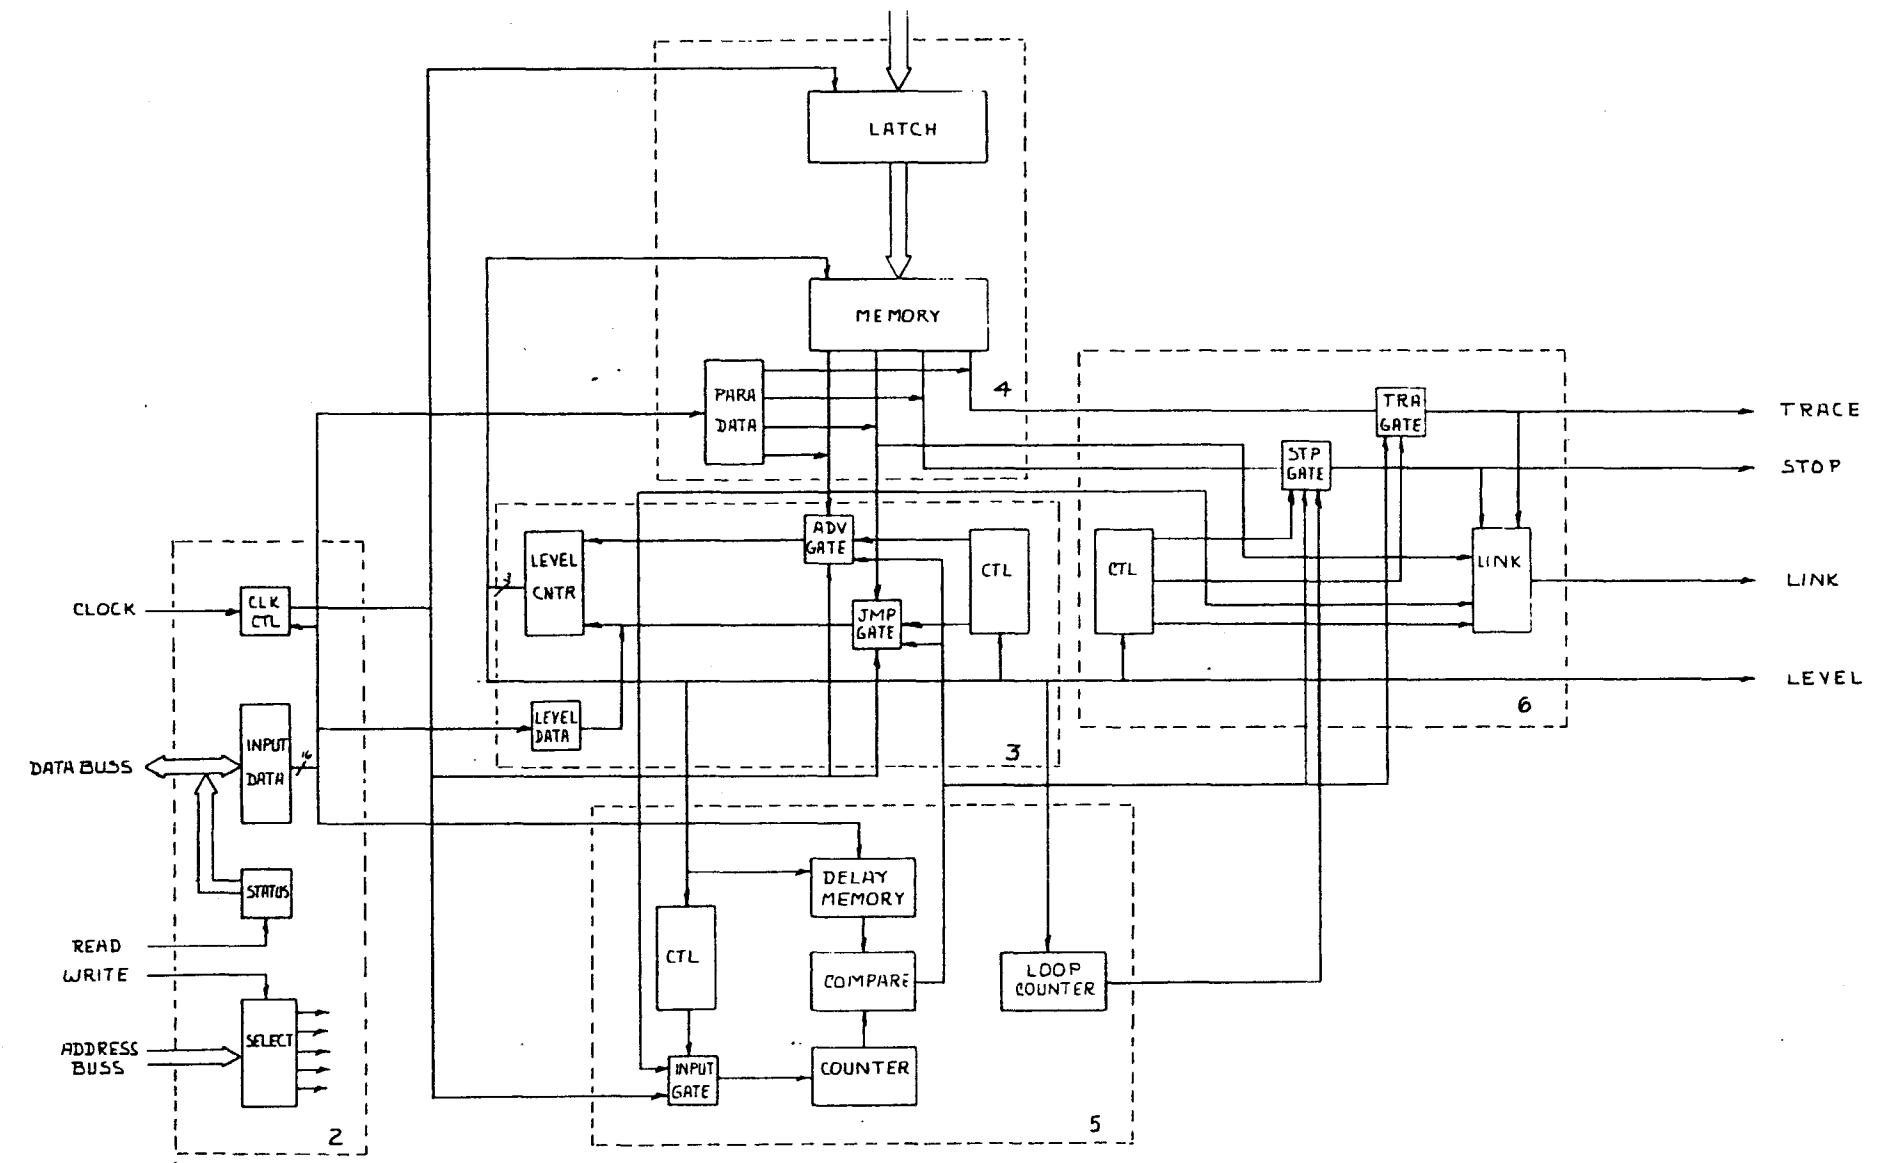 LATCH
MEMORY
PARA
DATA
4
TRA
GATE
TRACE
STP
GATE
STOP
ADV
GATE
LEVEL
CNTR
3
CTL
CTL
LINK
LINK
CLOCK
CLK
CTL
JMP
GATE
LEVEL
6
LEVEL
DATA
3
DATA BUSS
INPUT
DATA
16
STATUS
DELAY
MEMORY
READ
WRITE
CTL
COMPARE
LOOP
COUNTER
ADDRESS
BUSS
SELECT
INPUT
GATE
COUNTER
2
5